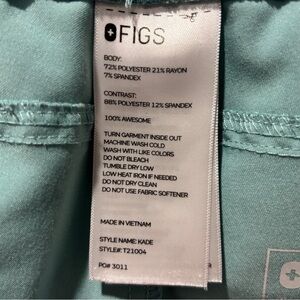 FIGS
BODY:
72% POLYESTER 21% RAYON
7% SPANDEX
CONTRAST:
88% POLYESTER 12% SPANDEX
100% AWESOME
TURN GARMENT INSIDE OUT
MACHINE WASH COLD
WASH WITH LIKE COLORS
DO NOT BLEACH
TUMBLE DRY LOW
LOW HEAT IRON IF NEEDED
DO NOT DRY CLEAN
DO NOT USE FABRIC SOFTENER
MADE IN VIETNAM
STYLE NAME: KADE
STYLE#: T21004
PO# 3011